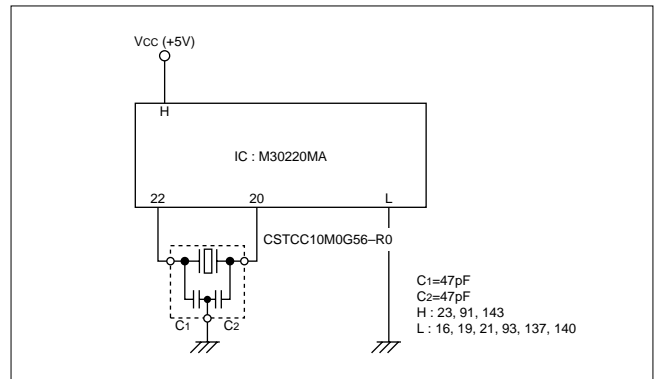 Vcc (+5V)
H
IC : M30220MA
22 20 L
CSTCC10M0G56–R0
C1 C2
C1=47pF
C2=47pF
H : 23, 91, 143
L : 16, 19, 21, 93, 137, 140